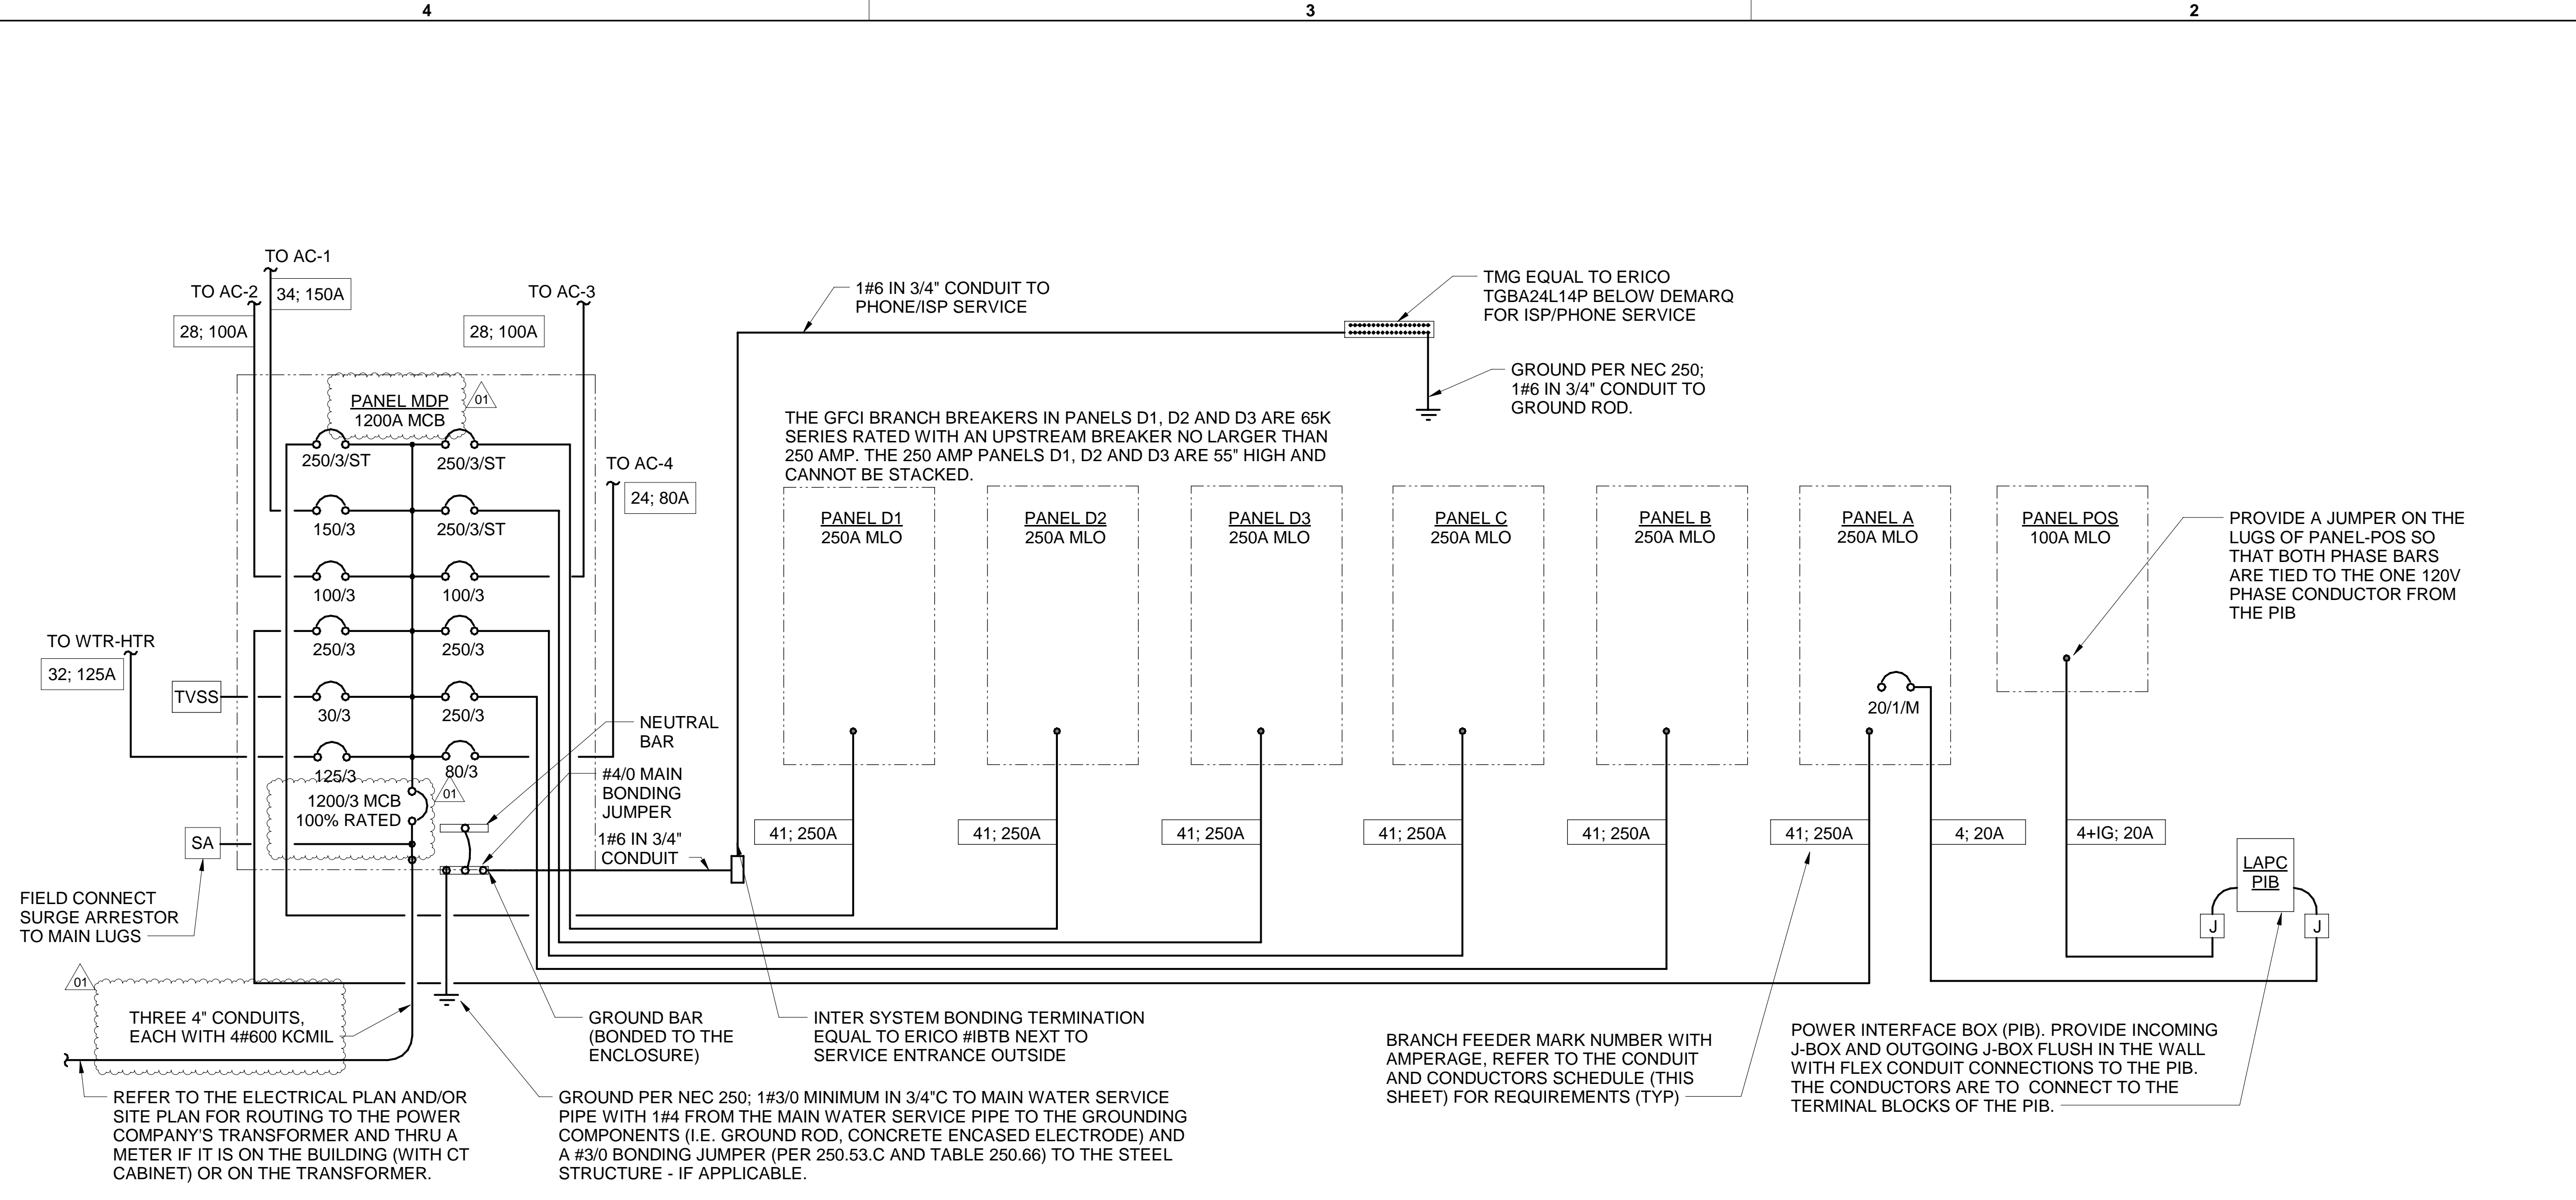 4
3
2
TO AC-1
34; 150A
TO AC-2
28; 100A
TO AC-3
28; 100A
PANEL MDP
1200A MCB
01
250/3/ST
250/3/ST
TO AC-4
24; 80A
150/3
250/3/ST
100/3
100/3
250/3
250/3
TO WTR-HTR
32; 125A
TVSS
30/3
250/3
125/3
80/3
1200/3 MCB
100% RATED
01
SA
FIELD CONNECT
SURGE ARRESTOR
TO MAIN LUGS
NEUTRAL
BAR
#4/0 MAIN
BONDING
JUMPER
1#6 IN 3/4"
CONDUIT
01
THREE 4" CONDUITS,
EACH WITH 4#600 KCMIL
REFER TO THE ELECTRICAL PLAN AND/OR
SITE PLAN FOR ROUTING TO THE POWER
COMPANY'S TRANSFORMER AND THRU A
METER IF IT IS ON THE BUILDING (WITH CT
CABINET) OR ON THE TRANSFORMER.
GROUND BAR
(BONDED TO THE
ENCLOSURE)
GROUND PER NEC 250; 1#3/0 MINIMUM IN 3/4"C TO MAIN WATER SERVICE
PIPE WITH 1#4 FROM THE MAIN WATER SERVICE PIPE TO THE GROUNDING
COMPONENTS (I.E. GROUND ROD, CONCRETE ENCASED ELECTRODE) AND
A #3/0 BONDING JUMPER (PER 250.53.C AND TABLE 250.66) TO THE STEEL
STRUCTURE - IF APPLICABLE.
INTER SYSTEM BONDING TERMINATION
EQUAL TO ERICO #IBTB NEXT TO
SERVICE ENTRANCE OUTSIDE
1#6 IN 3/4" CONDUIT TO
PHONE/ISP SERVICE
TMG EQUAL TO ERICO
TGBA24L14P BELOW DEMARQ
FOR ISP/PHONE SERVICE
GROUND PER NEC 250;
1#6 IN 3/4" CONDUIT TO
GROUND ROD.
THE GFCI BRANCH BREAKERS IN PANELS D1, D2 AND D3 ARE 65K
SERIES RATED WITH AN UPSTREAM BREAKER NO LARGER THAN
250 AMP. THE 250 AMP PANELS D1, D2 AND D3 ARE 55" HIGH AND
CANNOT BE STACKED.
PANEL D1
250A MLO
PANEL D2
250A MLO
PANEL D3
250A MLO
PANEL C
250A MLO
PANEL B
250A MLO
PANEL A
250A MLO
PANEL POS
100A MLO
20/1/M
PROVIDE A JUMPER ON THE
LUGS OF PANEL-POS SO
THAT BOTH PHASE BARS
ARE TIED TO THE ONE 120V
PHASE CONDUCTOR FROM
THE PIB
41; 250A
41; 250A
41; 250A
41; 250A
41; 250A
41; 250A
4; 20A
4+IG; 20A
LAPC
PIB
J
J
BRANCH FEEDER MARK NUMBER WITH
AMPERAGE, REFER TO THE CONDUIT
AND CONDUCTORS SCHEDULE (THIS
SHEET) FOR REQUIREMENTS (TYP)
POWER INTERFACE BOX (PIB). PROVIDE INCOMING
J-BOX AND OUTGOING J-BOX FLUSH IN THE WALL
WITH FLEX CONDUIT CONNECTIONS TO THE PIB.
THE CONDUCTORS ARE TO CONNECT TO THE
TERMINAL BLOCKS OF THE PIB.